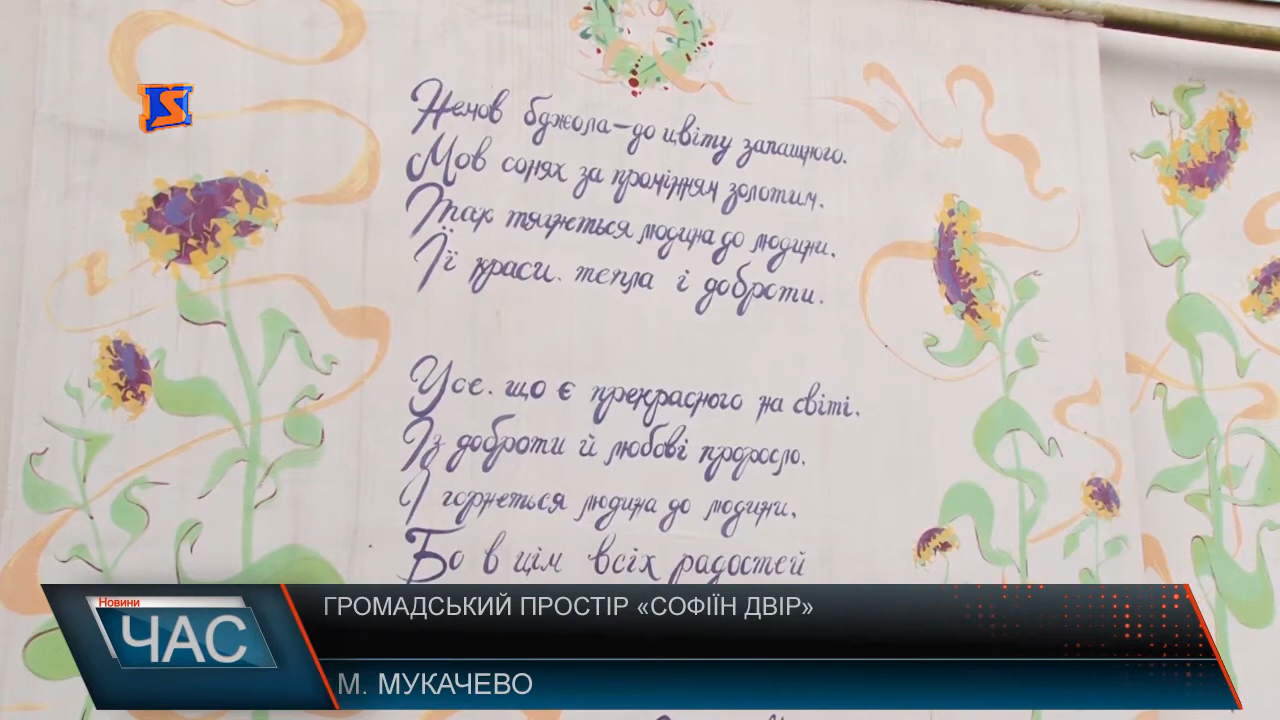 S
Немов бджола – до цвіту запашного.
Мов сонях за промінням золотим.
Так тягнеться людина до людини.
Її краси. тепла і доброти.
Усе. що є прекрасного на світі.
Із доброти й любові проросло.
І горнеться людина до людини.
Бо в цім всіх радостей
Новини
ЧАС
ГРОМАДСЬКИЙ ПРОСТІР «СОФІЇН ДВІР»
М. МУКАЧЕВО